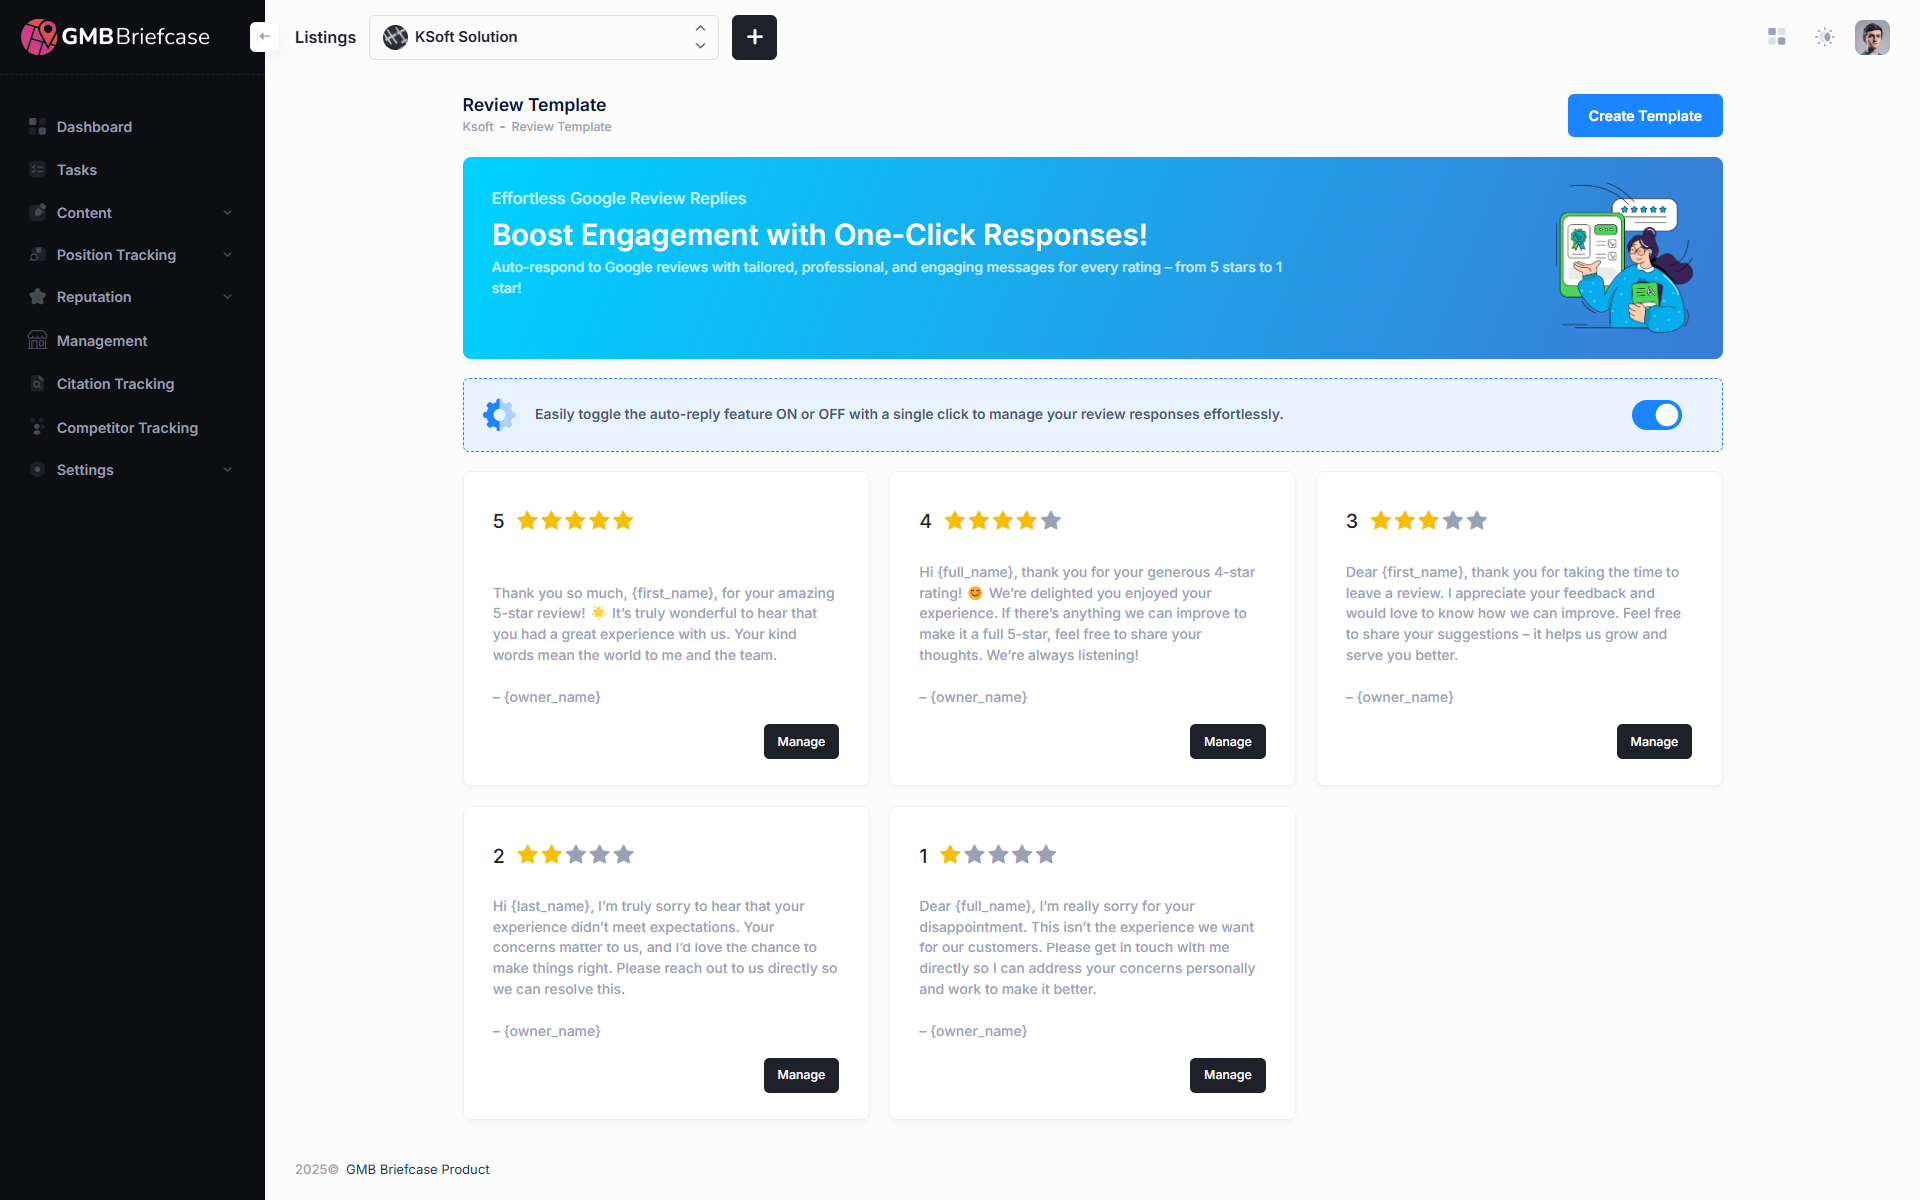 GMBBriefcase
Listings
KSoft Solution
Dashboard
Tasks
Content
Position Tracking
Reputation
Management
Citation Tracking
Competitor Tracking
Settings
Review Template
Ksoft - Review Template
Create Template
Effortless Google Review Replies
Boost Engagement with One-Click Responses!
Auto-respond to Google reviews with tailored, professional, and engaging messages for every rating – from 5 stars to 1
star!
Easily toggle the auto-reply feature ON or OFF with a single click to manage your review responses effortlessly.
5
Thank you so much, {first_name}, for your amazing
5-star review! 🌟 It’s truly wonderful to hear that
you had a great experience with us. Your kind
words mean the world to me and the team.
– {owner_name}
Manage
4
Hi {full_name}, thank you for your generous 4-star
rating! 😊 We’re delighted you enjoyed your
experience. If there’s anything we can improve to
make it a full 5-star, feel free to share your
thoughts. We’re always listening!
– {owner_name}
Manage
3
Dear {first_name}, thank you for taking the time to
leave a review. I appreciate your feedback and
would love to know how we can improve. Feel free
to share your suggestions – it helps us grow and
serve you better.
– {owner_name}
Manage
2
Hi {last_name}, I’m truly sorry to hear that your
experience didn’t meet expectations. Your
concerns matter to us, and I’d love the chance to
make things right. Please reach out to us directly so
we can resolve this.
– {owner_name}
Manage
1
Dear {full_name}, I’m really sorry for your
disappointment. This isn’t the experience we want
for our customers. Please get in touch with me
directly so I can address your concerns personally
and work to make it better.
– {owner_name}
Manage
2025© GMB Briefcase Product